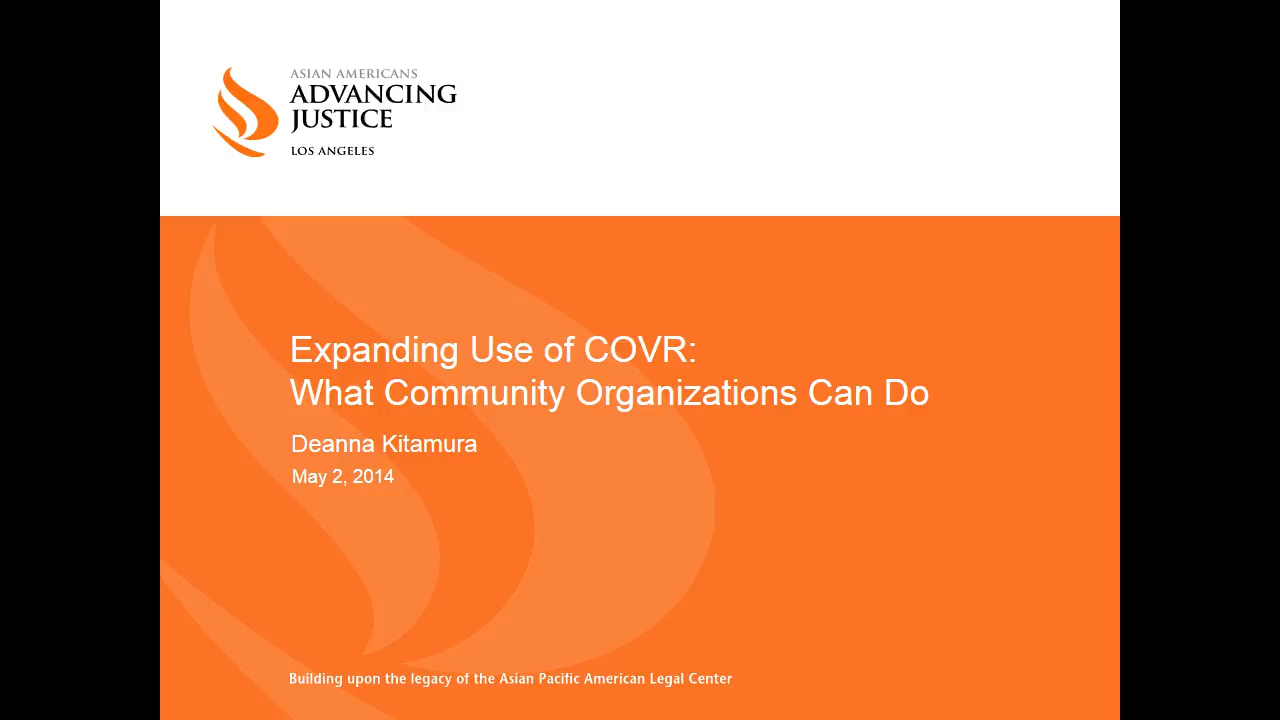 ASIAN AMERICANS
ADVANCING
JUSTICE
LOS ANGELES
Expanding Use of COVR:
What Community Organizations Can Do
Deanna Kitamura
May 2, 2014
Building upon the legacy of the Asian Pacific American Legal Center